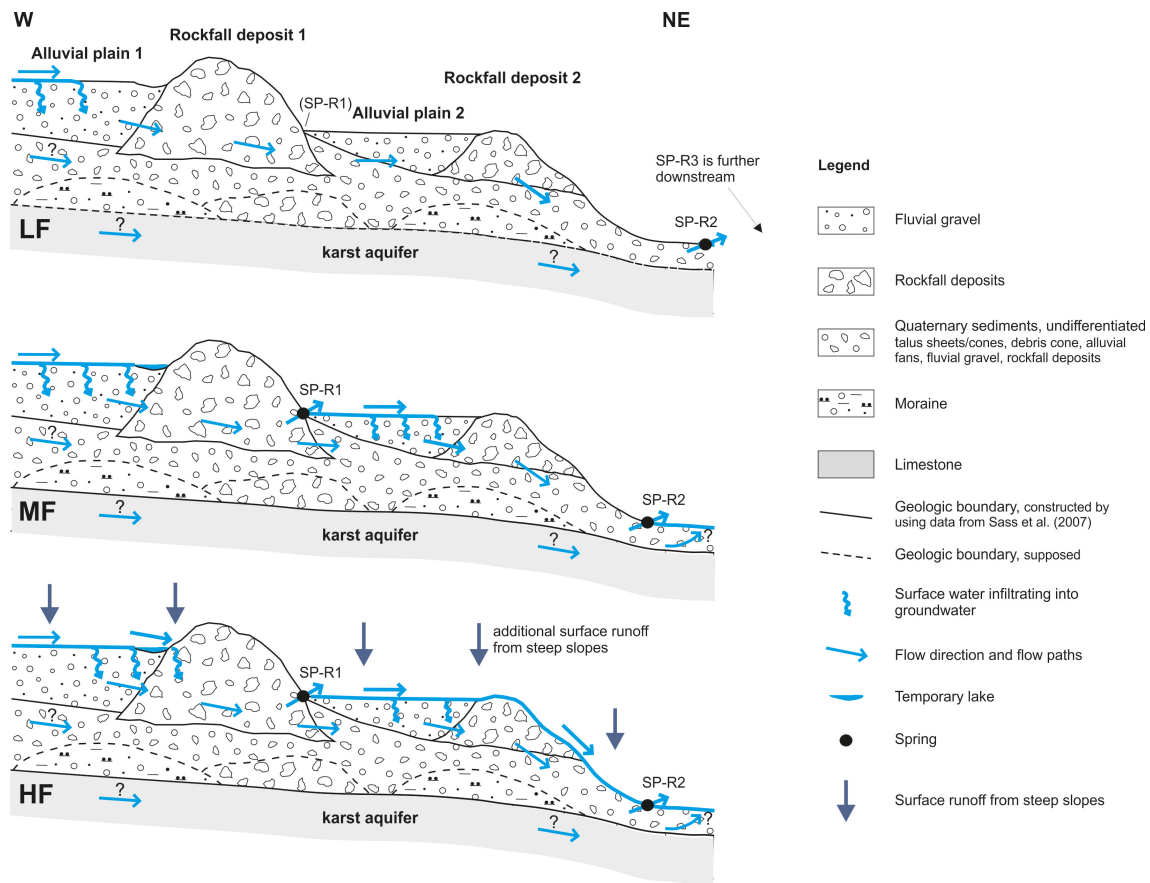 W
NE
Rockfall deposit 1
Alluvial plain 1
Rockfall deposit 2
(SP-R1)
Alluvial plain 2
SP-R3 is further
downstream
SP-R2
?
?
?
LF
karst aquifer
SP-R1
SP-R2
?
?
?
?
MF
karst aquifer
additional surface runoff
from steep slopes
SP-R1
SP-R2
?
?
?
?
HF
karst aquifer
Legend
Fluvial gravel
Rockfall deposits
Quaternary sediments, undifferentiated
talus sheets/cones, debris cone, alluvial
fans, fluvial gravel, rockfall deposits
Moraine
Limestone
Geologic boundary, constructed by
using data from Sass et al. (2007)
Geologic boundary, supposed
Surface water infiltrating into
groundwater
Flow direction and flow paths
Temporary lake
Spring
Surface runoff from steep slopes